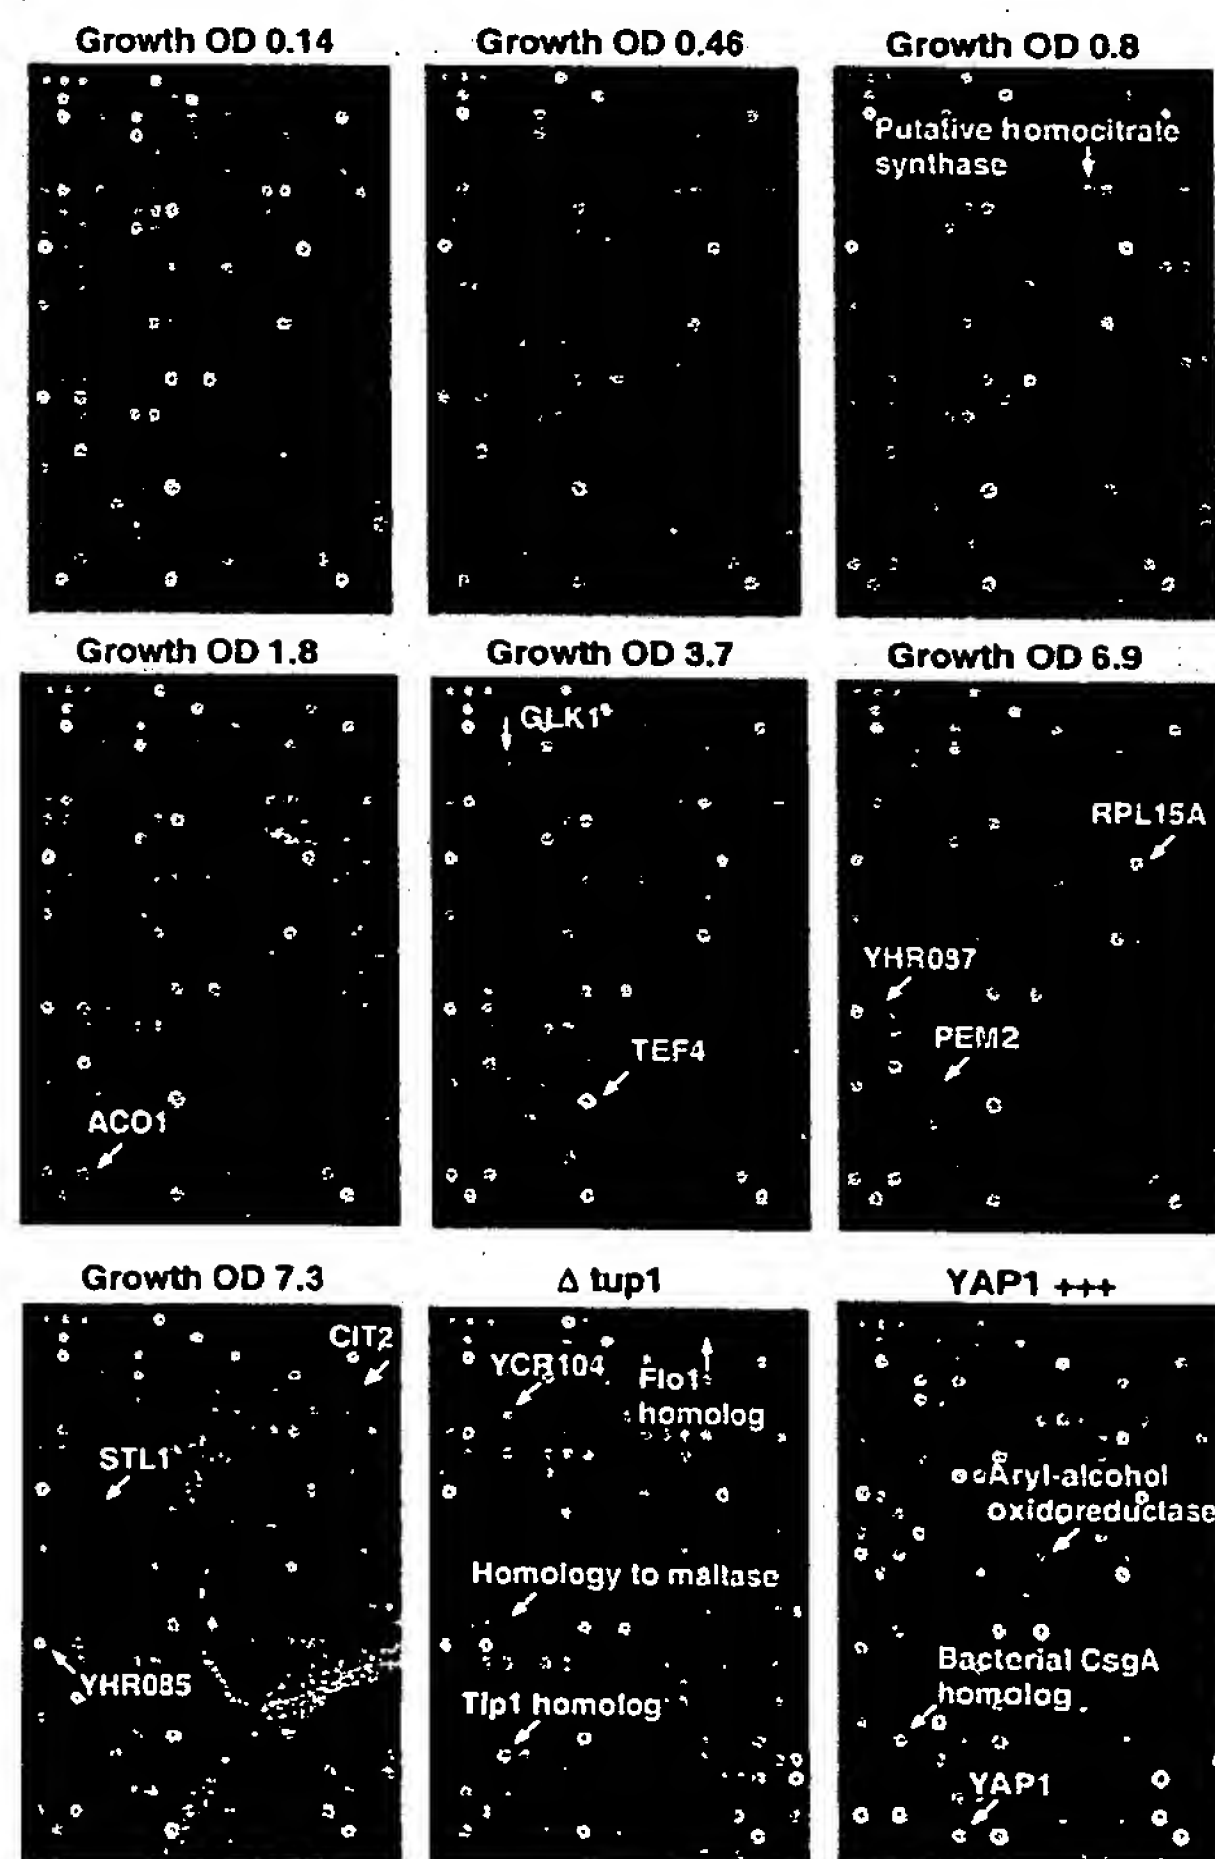 Growth OD 0.14
Growth OD 0.46
Growth OD 0.8
Putative homocitrate
synthase
Growth OD 1.8
Growth OD 3.7
Growth OD 6.9
GLK1
RPL15A
YHR087
PEM2
TEF4
ACO1
Growth OD 7.3
Δ tup1
YAP1 +++
CIT2
YCR104
Flo1
homolog
STL1
Aryl-alcohol
oxidoreductase
Homology to maltase
YHR085
Tip1 homolog
Bacterial CsgA
homolog
YAP1